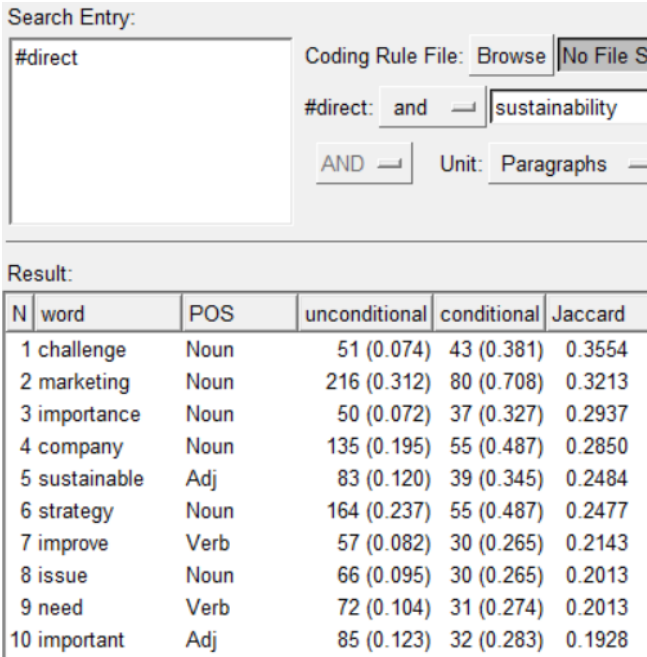 Search Entry:
#direct
Coding Rule File: Browse No File S
#direct: and sustainability
AND Unit: Paragraphs
Result:
N word POS unconditional conditional Jaccard
1 challenge Noun 51 (0.074) 43 (0.381) 0.3554
2 marketing Noun 216 (0.312) 80 (0.708) 0.3213
3 importance Noun 50 (0.072) 37 (0.327) 0.2937
4 company Noun 135 (0.195) 55 (0.487) 0.2850
5 sustainable Adj 83 (0.120) 39 (0.345) 0.2484
6 strategy Noun 164 (0.237) 55 (0.487) 0.2477
7 improve Verb 57 (0.082) 30 (0.265) 0.2143
8 issue Noun 66 (0.095) 30 (0.265) 0.2013
9 need Verb 72 (0.104) 31 (0.274) 0.2013
10 important Adj 85 (0.123) 32 (0.283) 0.1928